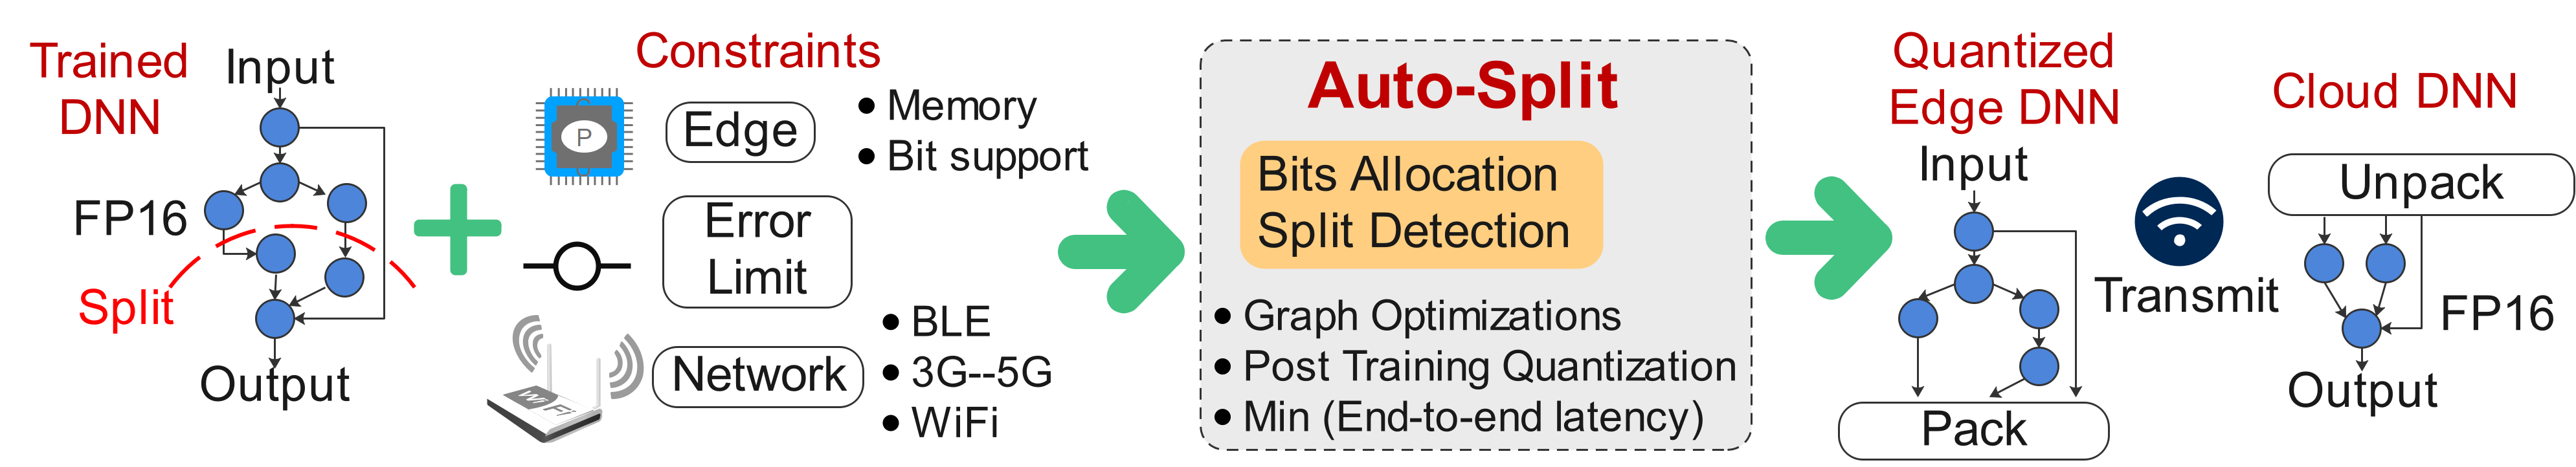 Trained
DNN
Input
FP16
Split
Output
Constraints
P
Edge
• Memory
• Bit support
Error
Limit
Wi Fi
Network
• BLE
• 3G--5G
• WiFi
Auto-Split
Bits Allocation
Split Detection
• Graph Optimizations
• Post Training Quantization
• Min (End-to-end latency)
Quantized
Edge DNN
Input
Pack
Transmit
Cloud DNN
Unpack
FP16
Output